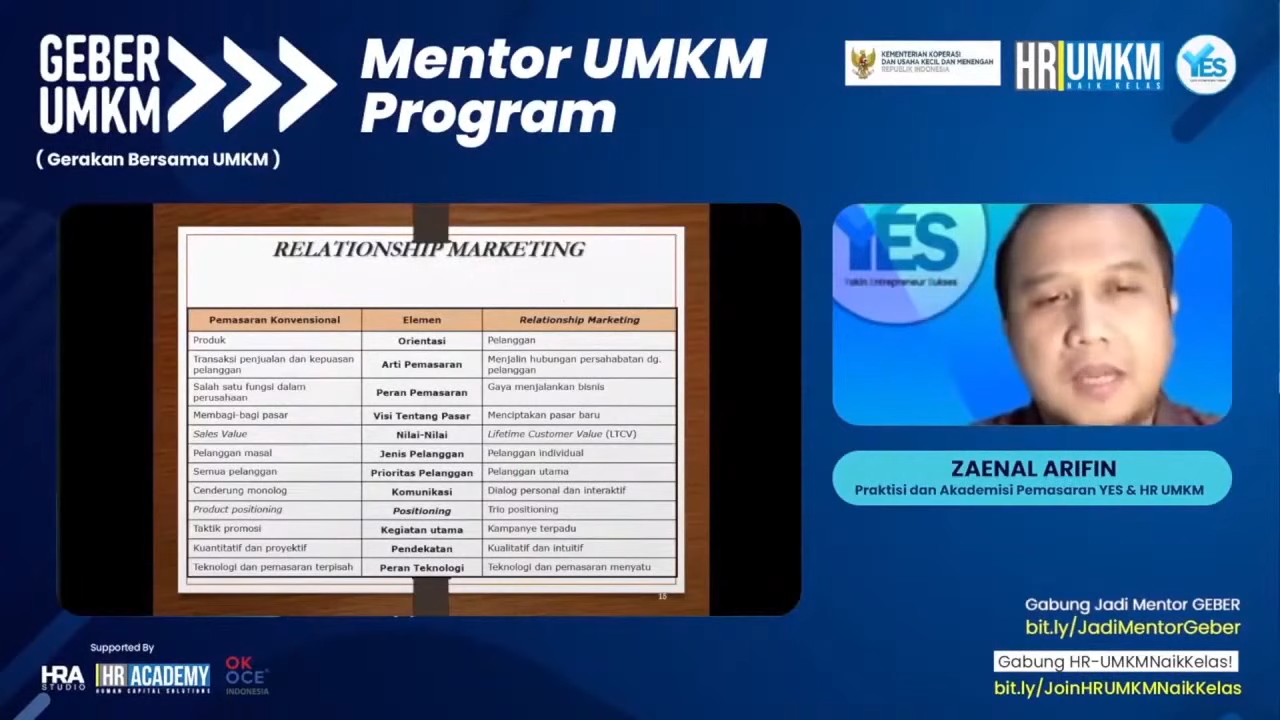 GEBER
UMKM
( Gerakan Bersama UMKM )
Mentor UMKM
Program
KEMENTERIAN KOPERASI
DAN USAHA KECIL DAN MENENGAH
REPUBLIK INDONESIA
HR UMKM
NAIK KELAS
YES
RELATIONSHIP MARKETING
Pemasaran Konvensional Elemen Relationship Marketing
Produk Orientasi Pelanggan
Transaksi penjualan dan kepuasan pelanggan Arti Pemasaran Menjalin hubungan persahabatan dg. pelanggan
Salah satu fungsi dalam perusahaan Peran Pemasaran Gaya menjalankan bisnis
Membagi-bagi pasar Visi Tentang Pasar Menciptakan pasar baru
Sales Value Nilai-Nilai Lifetime Customer Value (LTCV)
Pelanggan masal Jenis Pelanggan Pelanggan individual
Semua pelanggan Prioritas Pelanggan Pelanggan utama
Cenderung monolog Komunikasi Dialog personal dan interaktif
Product positioning Positioning Trio positioning
Taktik promosi Kegiatan utama Kampanye terpadu
Kuantitatif dan proyektif Pendekatan Kualitatif dan intuitif
Teknologi dan pemasaran terpisah Peran Teknologi Teknologi dan pemasaran menyatu
15
YES
Yakin Entrepreneur Sukses
ZAENAL ARIFIN
Praktisi dan Akademisi Pemasaran YES & HR UMKM
Gabung Jadi Mentor GEBER
bit.ly/JadiMentorGeber
Gabung HR-UMKMNaikKelas!
bit.ly/JoinHRUMKMNaikKelas
Supported By
HRA
STUDIO
HR ACADEMY
HUMAN CAPITAL SOLUTIONS
OK
OCE
INDONESIA